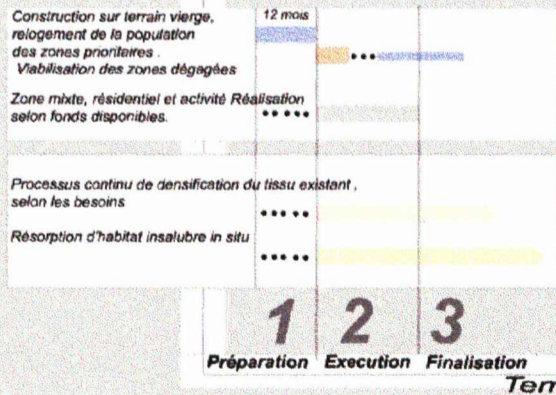 Construction sur terrain vierge,
relogement de la population
des zones prioritaires .
Viabilisation des zones dégagées
12 mois
Zone mixte, résidentiel et activité Réalisation
selon fonds disponibles.
Processus continu de densification du tissu existant ,
selon les besoins
Résorption d'habitat insalubre in situ
1 2 3
Préparation Execution Finalisation
Tem